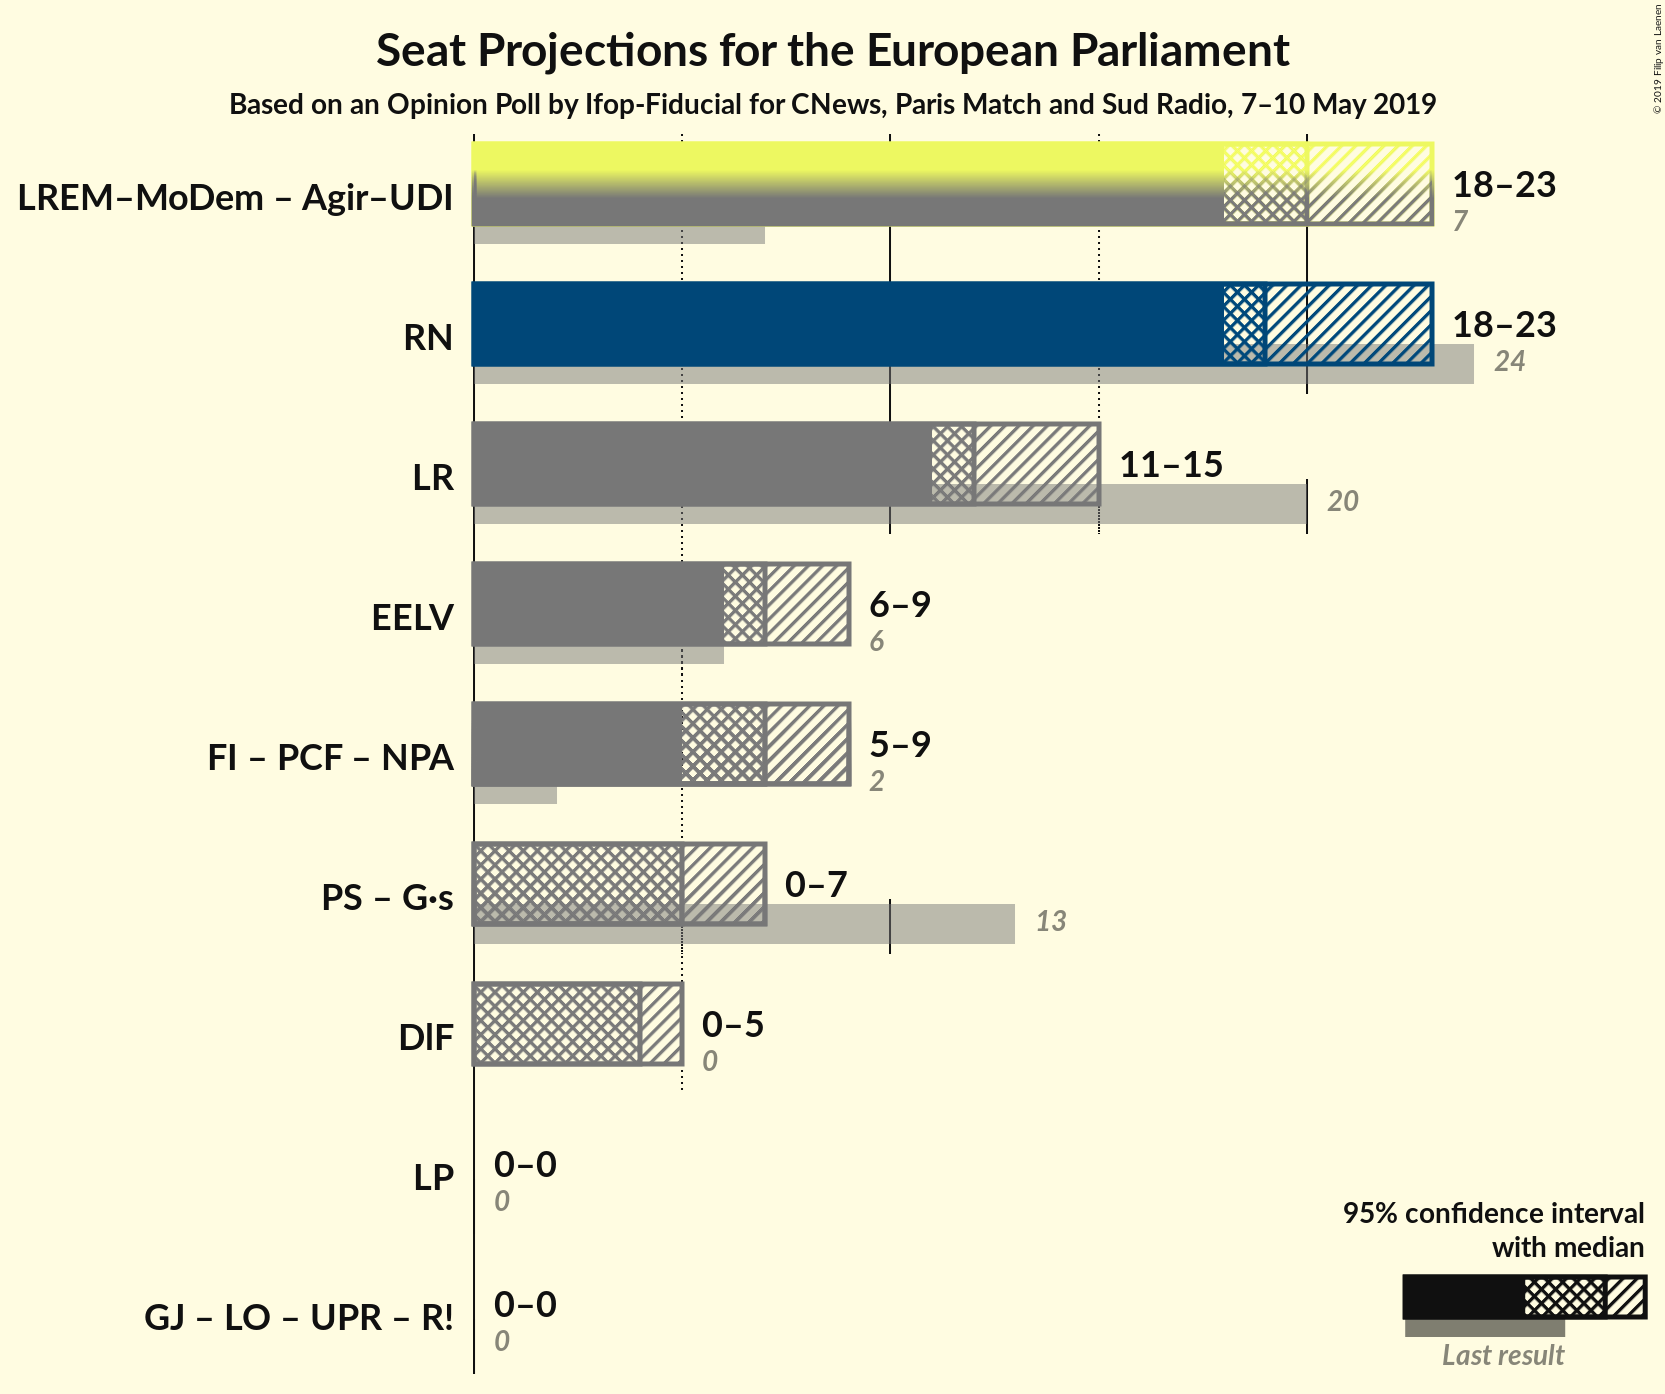 Seat Projections for the European Parliament
Based on an Opinion Poll by Ifop-Fiducial for CNews, Paris Match and Sud Radio, 7–10 May 2019
© 2019 Filip van Laenen
LREM–MoDem – Agir–UDI
18–23
7
RN
18–23
24
LR
11–15
20
EELV
6–9
6
FI – PCF – NPA
5–9
2
PS – G·s
0–7
13
DlF
0–5
0
LP
0–0
0
GJ – LO – UPR – R!
0–0
0
95% confidence interval
with median
Last result